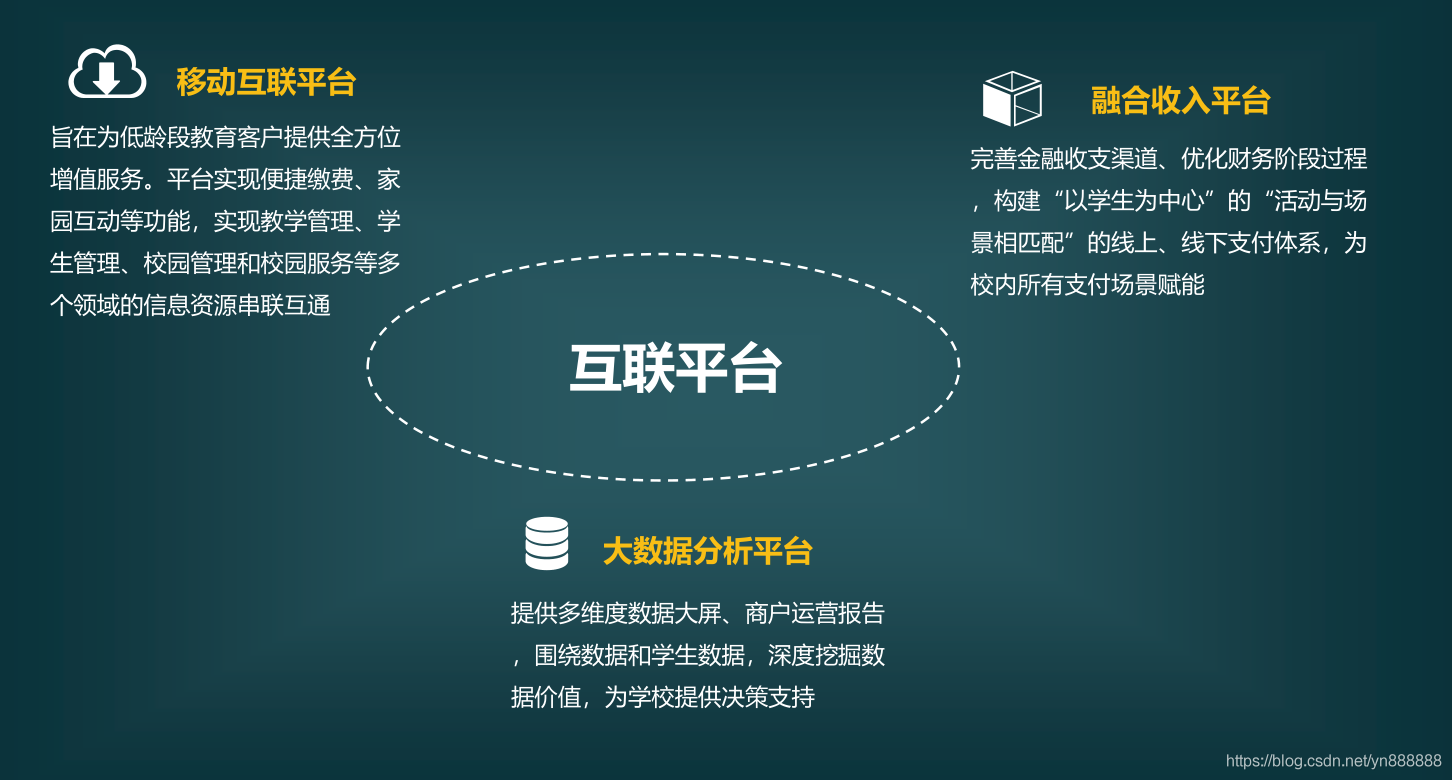 移动互联平台
旨在为低龄段教育客户提供全方位
增值服务。平台实现便捷缴费、家
园互动等功能，实现教学管理、学
生管理、校园管理和校园服务等多
个领域的信息资源串联互通
融合收入平台
完善金融收支渠道、优化财务阶段过程
，构建“以学生为中心”的“活动与场
景相匹配”的线上、线下支付体系，为
校内所有支付场景赋能
互联平台
大数据分析平台
提供多维度数据大屏、商户运营报告
，围绕数据和学生数据，深度挖掘数
据价值，为学校提供决策支持
https://blog.csdn.net/yn888888